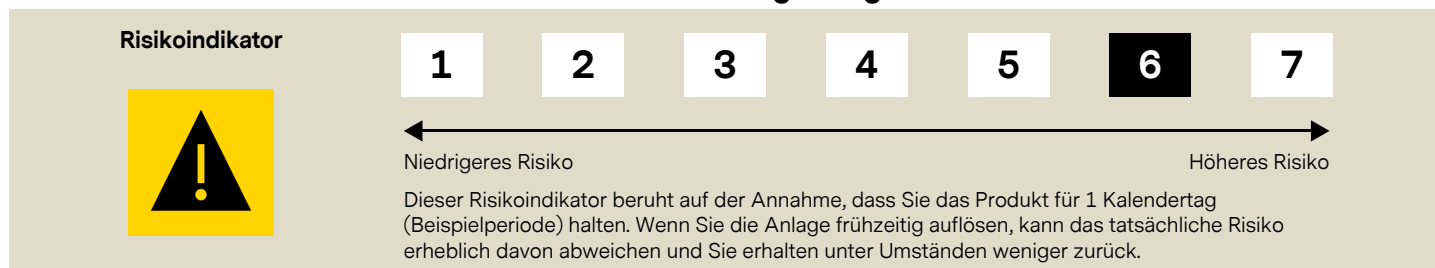 Risikoindikator
1 2 3 4 5 6 7
Niedrigeres Risiko Höheres Risiko
Dieser Risikoindikator beruht auf der Annahme, dass Sie das Produkt für 1 Kalendertag
(Beispielperiode) halten. Wenn Sie die Anlage frühzeitig auflösen, kann das tatsächliche Risiko
erheblich davon abweichen und Sie erhalten unter Umständen weniger zurück.